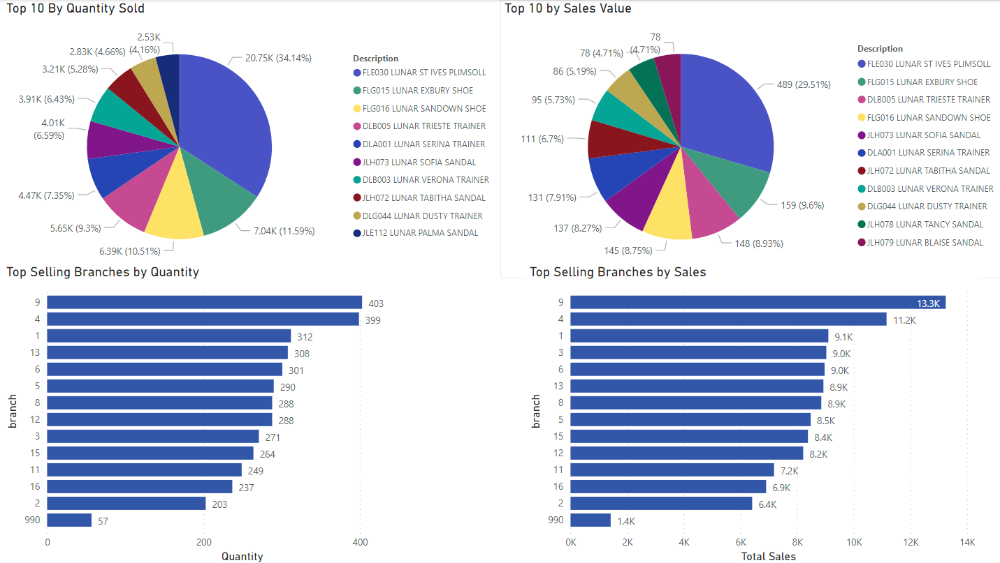 Top 10 By Quantity Sold
2.53K
(4.16%)
2.83K (4.66%)
3.21K (5.28%)
3.91K (6.43%)
4.01K
(6.59%)
4.47K (7.35%)
5.65K (9.3%)
6.39K (10.51%)
7.04K (11.59%)
20.75K (34.14%)
Description
FLE030 LUNAR ST IVES PLIMSOLL
FLG015 LUNAR EXBURY SHOE
FLG016 LUNAR SANDOWN SHOE
DLB005 LUNAR TRIESTE TRAINER
DLA001 LUNAR SERINA TRAINER
JLH073 LUNAR SOFIA SANDAL
DLB003 LUNAR VERONA TRAINER
JLH072 LUNAR TABITHA SANDAL
DLG044 LUNAR DUSTY TRAINER
JLE112 LUNAR PALMA SANDAL
Top 10 by Sales Value
78
(4.71%)
78 (4.71%)
86 (5.19%)
95 (5.73%)
111 (6.7%)
131 (7.91%)
137 (8.27%)
145 (8.75%)
148 (8.93%)
159 (9.6%)
489 (29.51%)
Description
FLE030 LUNAR ST IVES PLIMSOLL
FLG015 LUNAR EXBURY SHOE
DLB005 LUNAR TRIESTE TRAINER
FLG016 LUNAR SANDOWN SHOE
JLH073 LUNAR SOFIA SANDAL
DLA001 LUNAR SERINA TRAINER
JLH072 LUNAR TABITHA SANDAL
DLB003 LUNAR VERONA TRAINER
DLG044 LUNAR DUSTY TRAINER
JLH078 LUNAR TANCY SANDAL
JLH079 LUNAR BLAISE SANDAL
Top Selling Branches by Quantity
branch
9 403
4 399
1 312
13 308
6 301
5 290
8 288
12 288
3 271
15 264
11 249
16 237
2 203
990 57
0 200 400
Quantity
Top Selling Branches by Sales
branch
9 13.3K
4 11.2K
1 9.1K
3 9.0K
6 9.0K
13 8.9K
8 8.9K
5 8.5K
15 8.4K
12 8.2K
11 7.2K
16 6.9K
2 6.4K
990 1.4K
0K 2K 4K 6K 8K 10K 12K 14K
Total Sales